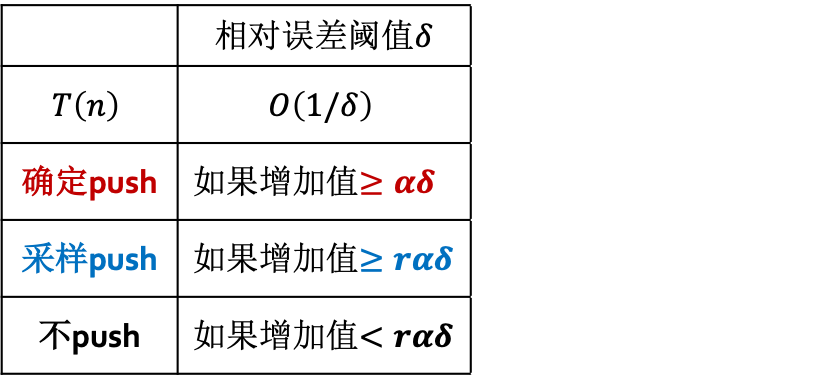 相对误差阈值δ
T(n) O(1/δ)
确定push 如果增加值≥ αδ
采样push 如果增加值≥ rαδ
不push 如果增加值< rαδ